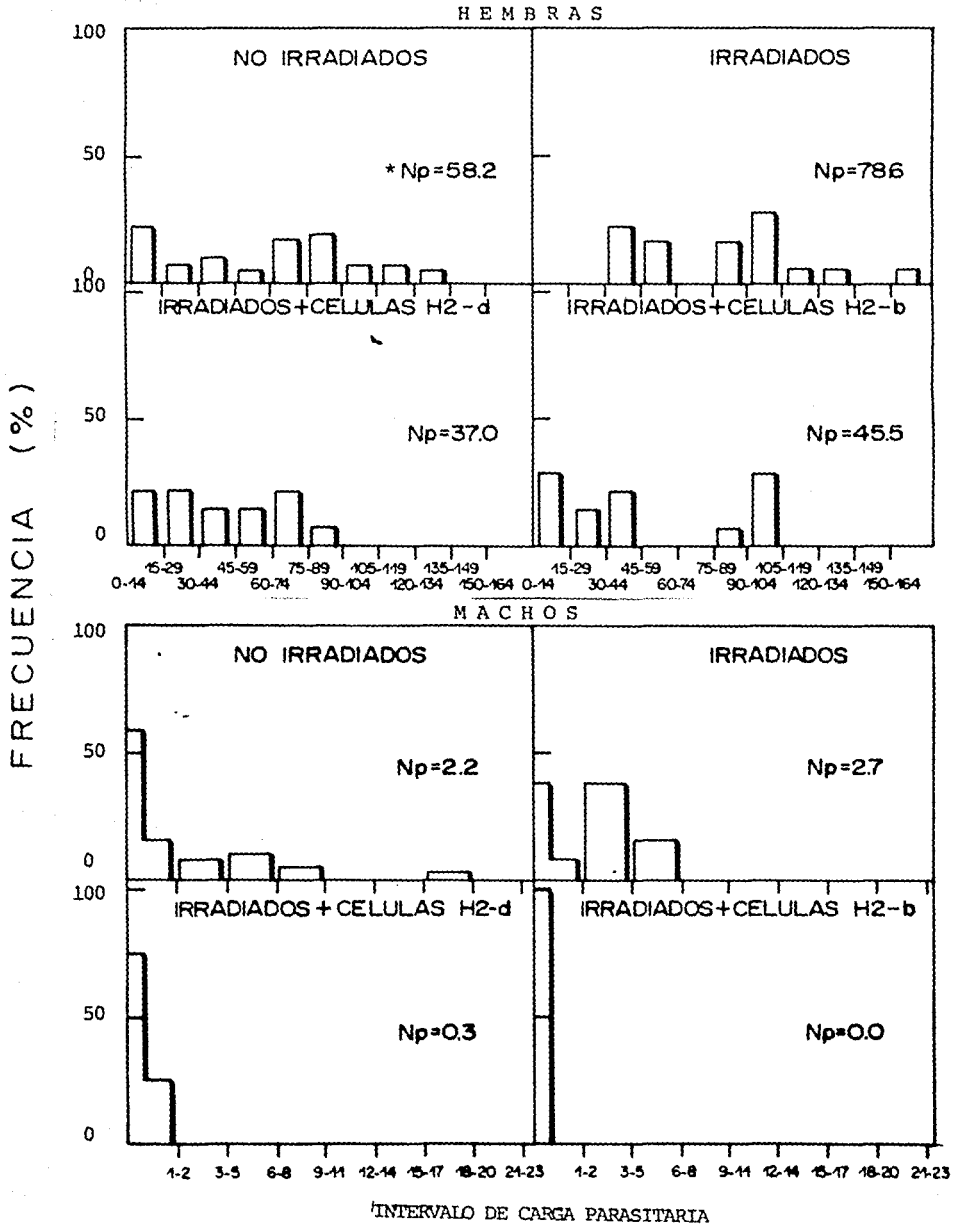 HEMBRAS
100
NO IRRADIADOS
IRRADIADOS
50
*Np=58.2
Np=78.6
0
100
IRRADIADOS+CELULAS H2-d
IRRADIADOS+CELULAS H2-b
50
Np=37.0
Np=45.5
0
15-29 45-59 75-89 105-119 135-149
0-14 30-44 60-74 90-104 120-134 150-164
15-29 45-59 75-89 105-119 135-149
0-14 30-44 60-74 90-104 120-134 150-164
FRECUENCIA (%)
MACHOS
100
NO IRRADIADOS
IRRADIADOS
50
Np=2.2
Np=2.7
0
100
IRRADIADOS+CELULAS H2-d
IRRADIADOS+CELULAS H2-b
50
Np=0.3
Np=0.0
0
1-2 3-5 6-8 9-11 12-14 15-17 18-20 21-23
1-2 3-5 6-8 9-11 12-14 15-17 18-20 21-23
INTERVALO DE CARGA PARASITARIA